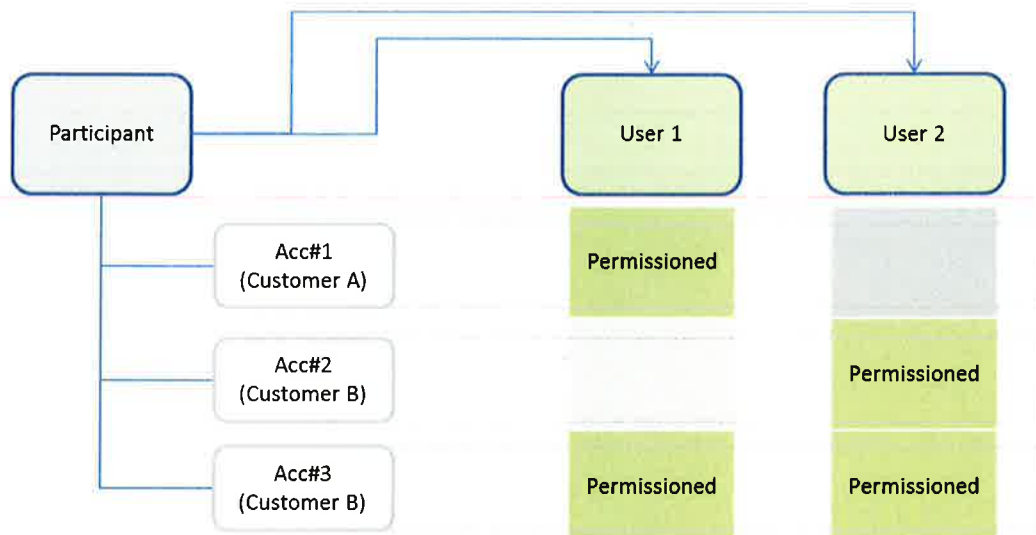 Participant
User 1
User 2
Acc#1
(Customer A)
Permissioned
Acc#2
(Customer B)
Permissioned
Acc#3
(Customer B)
Permissioned
Permissioned